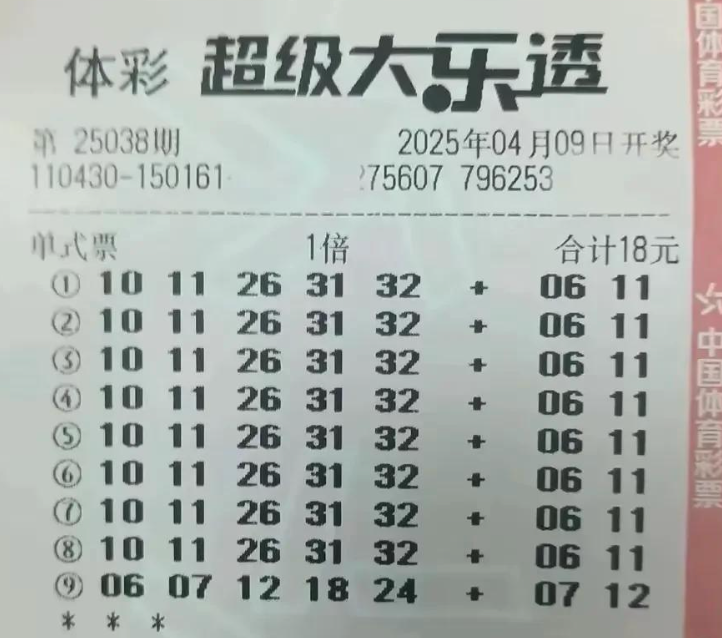 体彩 超级大乐透
第 25038期 2025年04月09日开奖
110430-150161 275607 796253
单式票 1倍 合计18元
① 10 11 26 31 32 + 06 11
② 10 11 26 31 32 + 06 11
③ 10 11 26 31 32 + 06 11
④ 10 11 26 31 32 + 06 11
⑤ 10 11 26 31 32 + 06 11
⑥ 10 11 26 31 32 + 06 11
⑦ 10 11 26 31 32 + 06 11
⑧ 10 11 26 31 32 + 06 11
⑨ 06 07 12 18 24 + 07 12
* * *
中国体育彩票
中国体育彩票